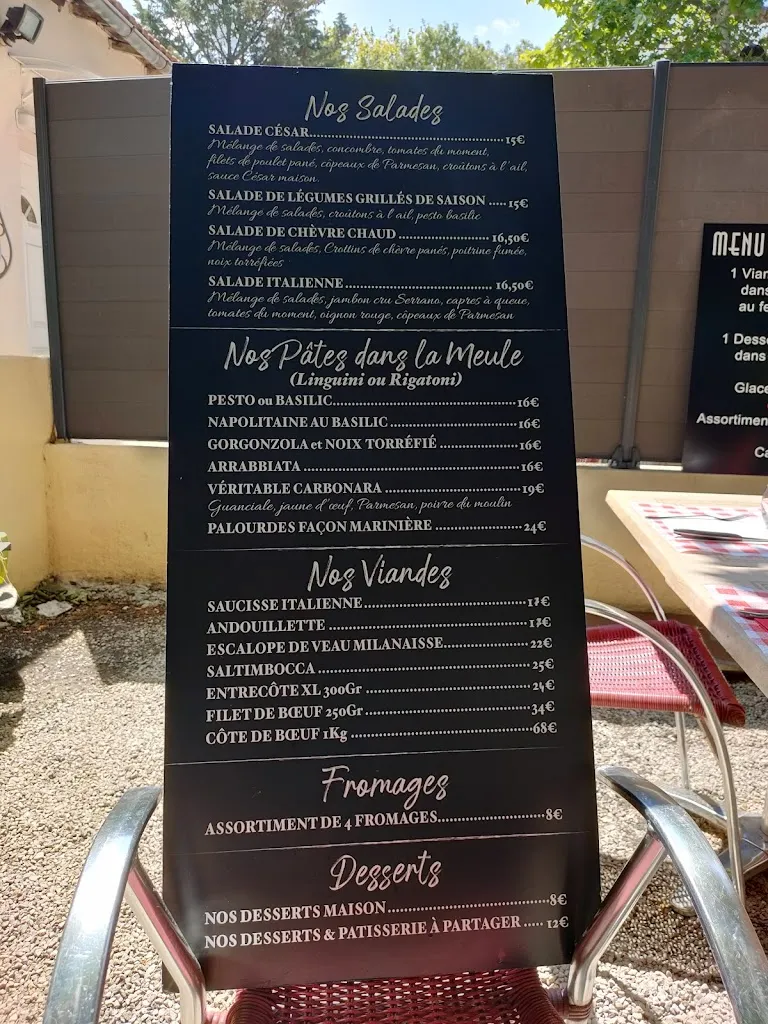 Nos Salades
SALADE CÉSAR 15€
Mélange de salades, concombre, tomates du moment,
filets de poulet pané, côpeaux de Parmesan, croûtons à l'ail,
sauce César maison.
SALADE DE LÉGUMES GRILLÉS DE SAISON 15€
Mélange de salades, croûtons à l'ail, pesto basilic
SALADE DE CHÈVRE CHAUD 16,50€
Mélange de salades, Crottins de chèvre panés, poitrine fumée,
noix torréfiées
SALADE ITALIENNE 16,50€
Mélange de salades, jambon cru Serrano, capres à queue,
tomates du moment, oignon rouge, côpeaux de Parmesan
Nos Pâtes dans la Meule
(Linguini ou Rigatoni)
PESTO ou BASILIC 16€
NAPOLITAINE AU BASILIC 16€
GORGONZOLA et NOIX TORRÉFIÉ 16€
ARRABBIATA 16€
VÉRITABLE CARBONARA 19€
Guanciale, jaune d'œuf, Parmesan, poivre du moulin
PALOURDES FAÇON MARINIÈRE 24€
Nos Viandes
SAUCISSE ITALIENNE 17€
ANDOUILLETTE 17€
ESCALOPE DE VEAU MILANAISSE 22€
SALTIMBOCCA 25€
ENTRECÔTE XL 300Gr 24€
FILET DE BŒUF 250Gr 34€
CÔTE DE BŒUF 1Kg 68€
Fromages
ASSORTIMENT DE 4 FROMAGES 8€
Desserts
NOS DESSERTS MAISON 8€
NOS DESSERTS & PATISSERIE À PARTAGER 12€
MENU
1 Vian
dans
au fe
1 Desse
dans
Glace
Assortimen
Ca